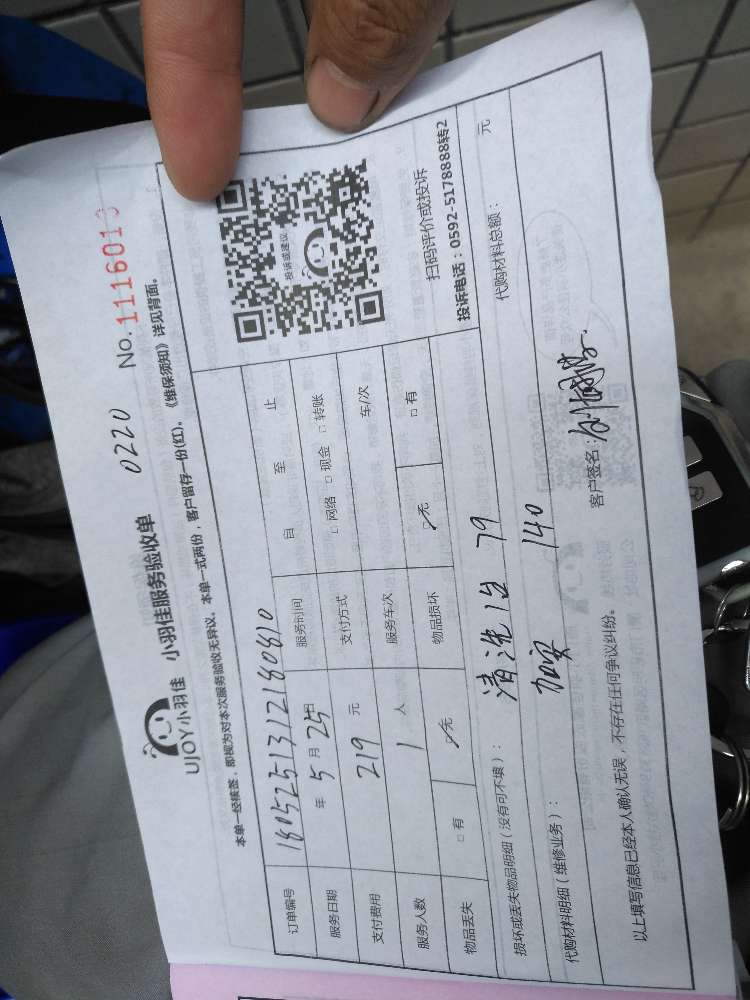 UJOY小羽佳 小羽佳服务验收单 0220 No.1116013
本单一经核签，即视为对本次服务验收无异议。本单一式两份，客户留存一份(红)。《维保须知》详见背面。
订单编号 1805251312180810
服务日期 年 5 月 25 日 服务时间 自 至 止
支付费用 219 元 支付方式 □ 网络 □ 现金 □ 转账
服务人数 1 人 服务车次 车/次
物品丢失 □ 有 ☑ 无 物品损坏 ☑ 无 □ 有
投诉或建议
扫码评价或投诉
投诉电话：0592-5178888转2
损坏或丢失物品明细（没有可不填）： 清洗1台 79
代购材料明细（维修业务）： 140 代购材料总额： 元
以上填写信息已经本人确认无误，不存在任何争议纠纷。 客户签名：